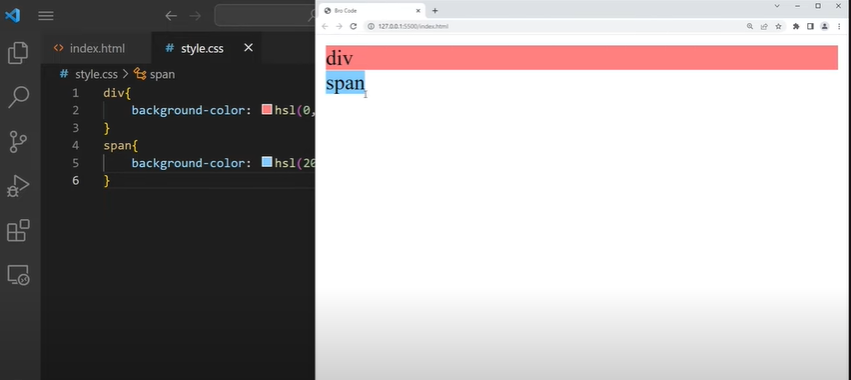 index.html
style.css
style.css > span
1 div{
2 background-color: hsl(0,
3 }
4 span{
5 background-color: hsl(20
6 }
Bro Code
127.0.0.1:5500/index.html
div
span